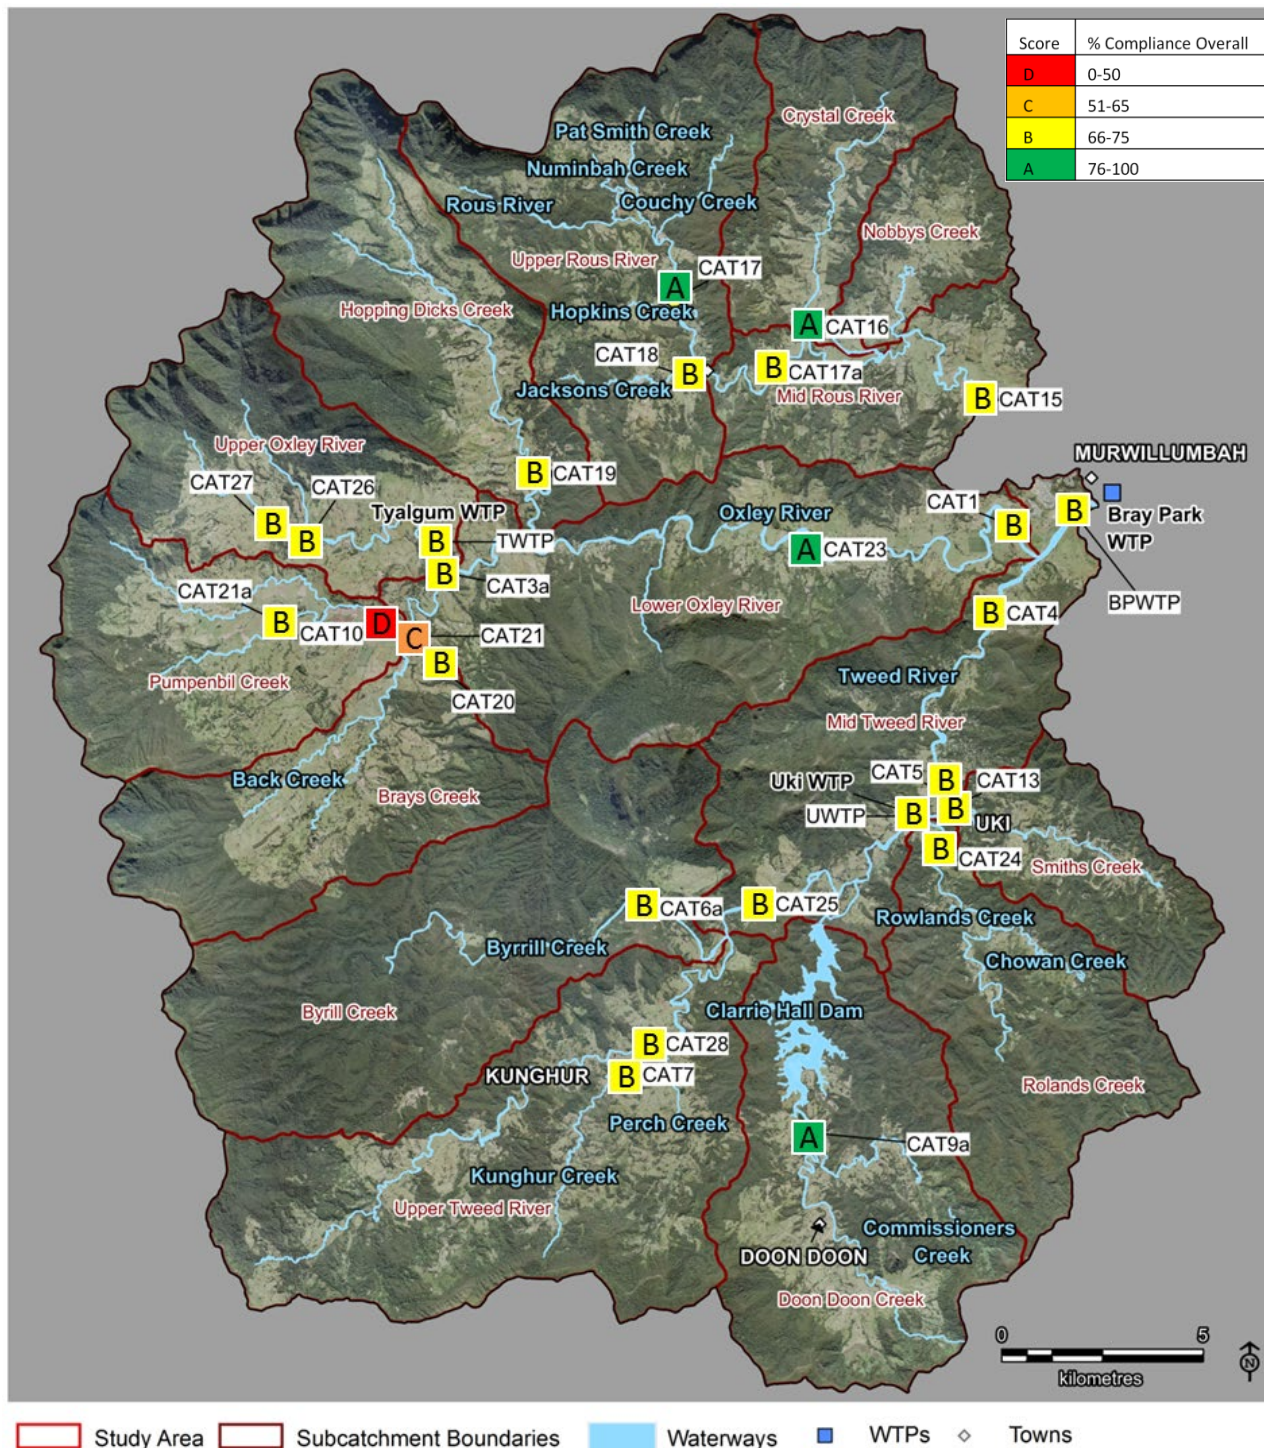 Score % Compliance Overall
D 0-50
C 51-65
B 66-75
A 76-100
Crystal Creek
Pat Smith Creek
Numinbah Creek
Rous River
Couchy Creek
Nobbys Creek
Upper Rous River
CAT17
A
Hopping Dicks Creek
Hopkins Creek
A
CAT16
CAT18
B
B
CAT17a
Jacksons Creek
Mid Rous River
B
CAT15
Upper Oxley River
MURWILLUMBAH
B
CAT19
CAT27
CAT26
Tyalgum WTP
Oxley River
CAT1
B
B
B
TWTP
A
CAT23
B
B
Bray Park
WTP
B
CAT3a
CAT21a
BPWTP
B
CAT10
D
C
CAT21
Lower Oxley River
B
CAT4
B
CAT20
Pumpenbil Creek
Tweed River
Mid Tweed River
Back Creek
Brays Creek
Uki WTP
CAT5
B
CAT13
UWTP
B
B
UKI
B
CAT24
Smiths Creek
B
CAT6a
B
CAT25
Rowlands Creek
Byrrill Creek
Chowan Creek
Byrill Creek
Clarrie Hall Dam
B
CAT28
KUNGHUR
B
CAT7
Rolands Creek
Perch Creek
A
CAT9a
Kunghur Creek
Upper Tweed River
Commissioners
Creek
DOON DOON
Doon Doon Creek
0 5
kilometres
N
Study Area Subcatchment Boundaries Waterways WTPs Towns